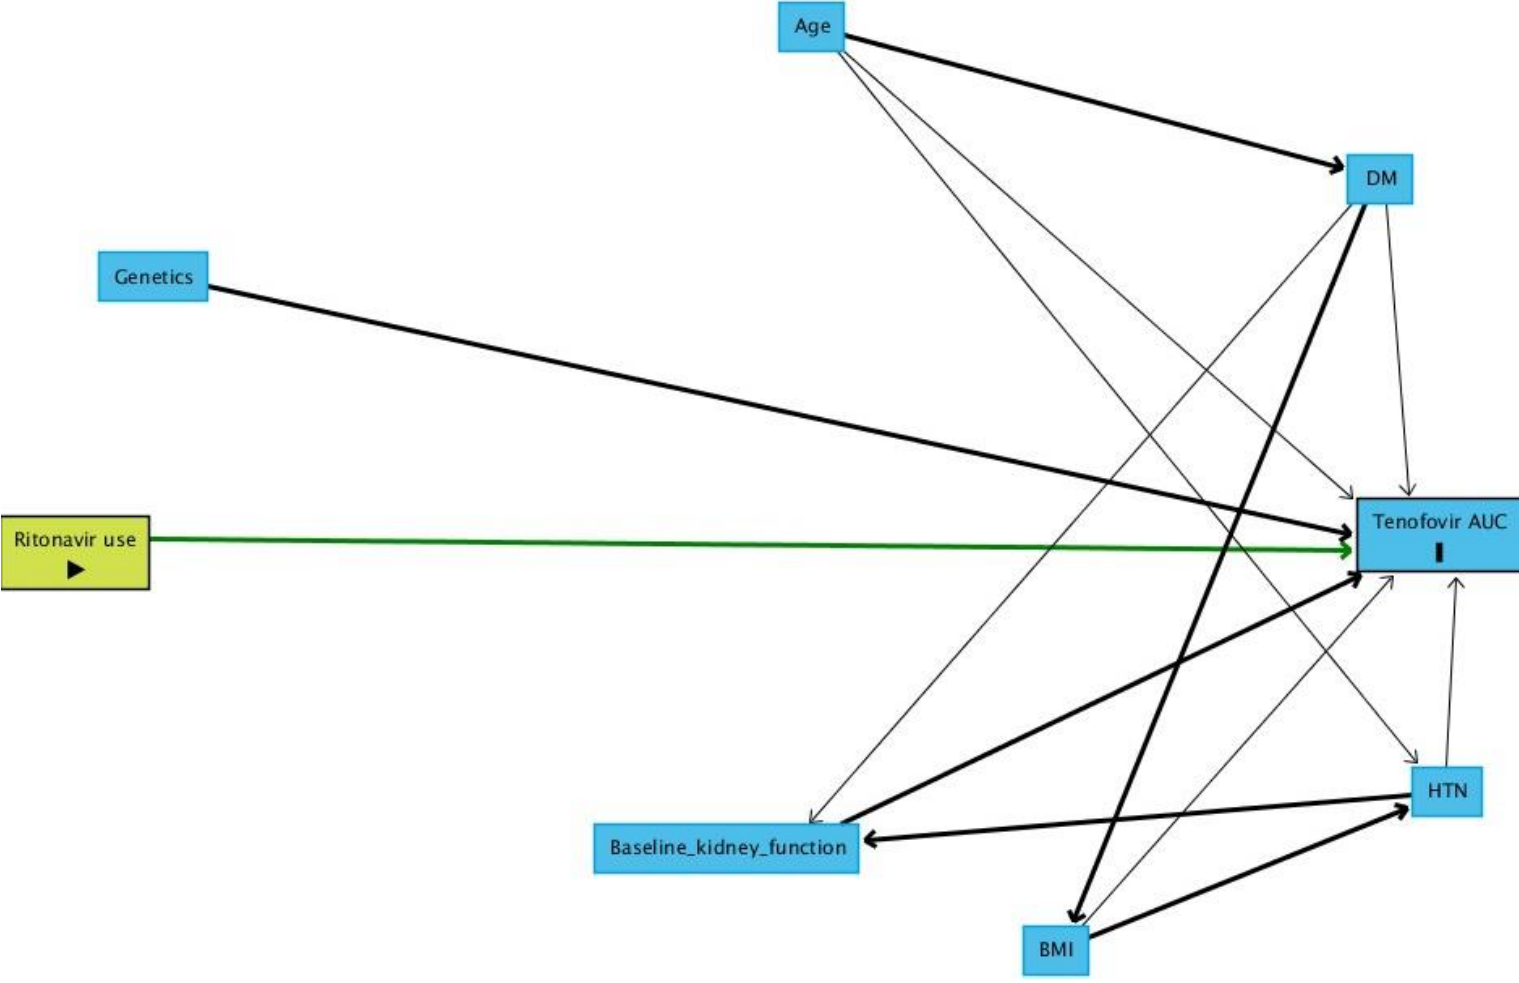 Age
DM
Genetics
Tenofovir AUC
Ritonavir use
HTN
Baseline_kidney_function
BMI